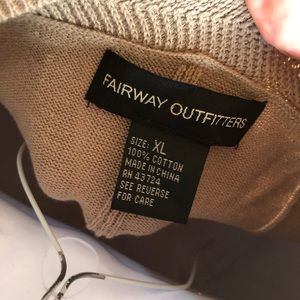 FAIRWAY OUTFITTERS
SIZE: XL
100% COTTON
MADE IN CHINA
RN 43724
SEE REVERSE
FOR CARE